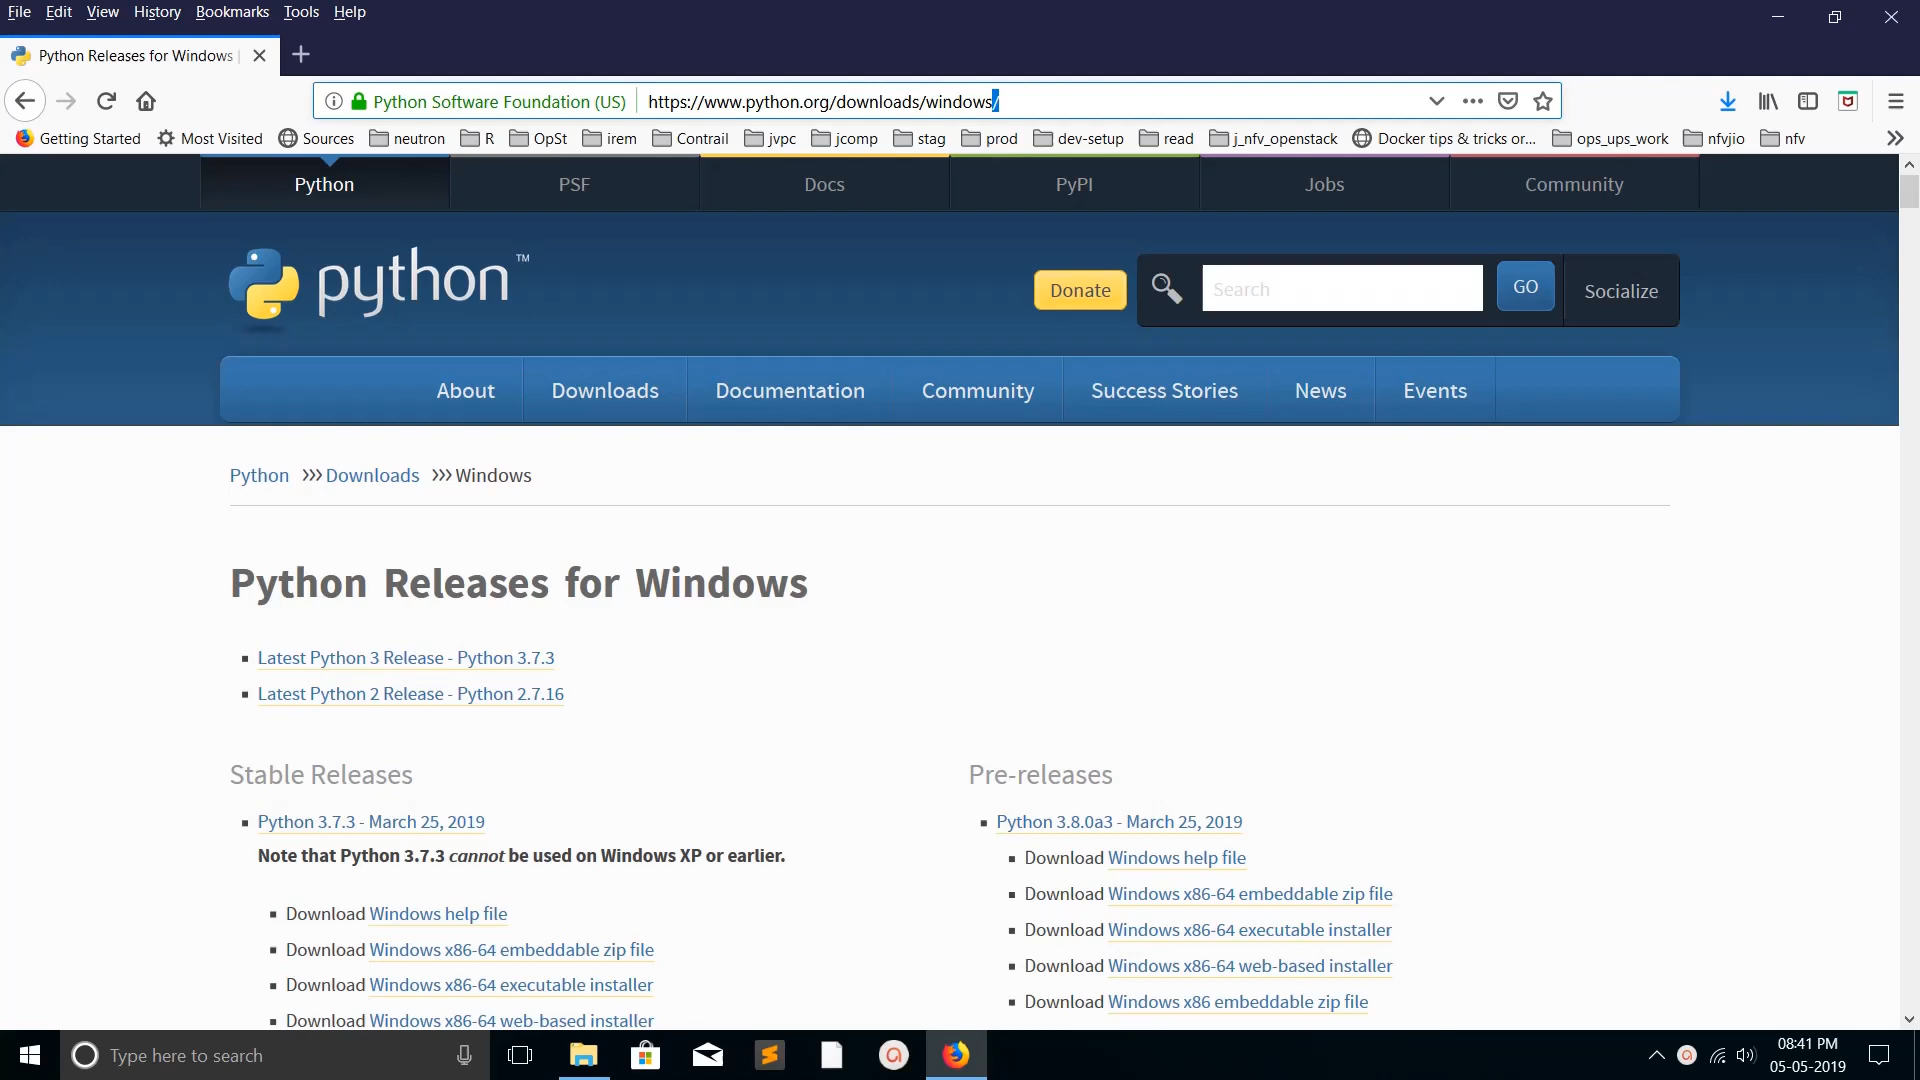 File Edit View History Bookmarks Tools Help
Python Releases for Windows |
Python Software Foundation (US) https://www.python.org/downloads/windows/
Getting Started Most Visited Sources neutron R OpSt irem Contrail jvpc jcomp stag prod dev-setup read j_nfv_openstack Docker tips & tricks or... ops_ups_work nfvjio nfv
Python PSF Docs PyPI Jobs Community
python™
Donate Search GO Socialize
About Downloads Documentation Community Success Stories News Events
Python >>> Downloads >>> Windows
Python Releases for Windows
Latest Python 3 Release - Python 3.7.3
Latest Python 2 Release - Python 2.7.16
Stable Releases
Python 3.7.3 - March 25, 2019
Note that Python 3.7.3 cannot be used on Windows XP or earlier.
Download Windows help file
Download Windows x86-64 embeddable zip file
Download Windows x86-64 executable installer
Download Windows x86-64 web-based installer
Pre-releases
Python 3.8.0a3 - March 25, 2019
Download Windows help file
Download Windows x86-64 embeddable zip file
Download Windows x86-64 executable installer
Download Windows x86-64 web-based installer
Download Windows x86 embeddable zip file
Type here to search
08:41 PM
05-05-2019